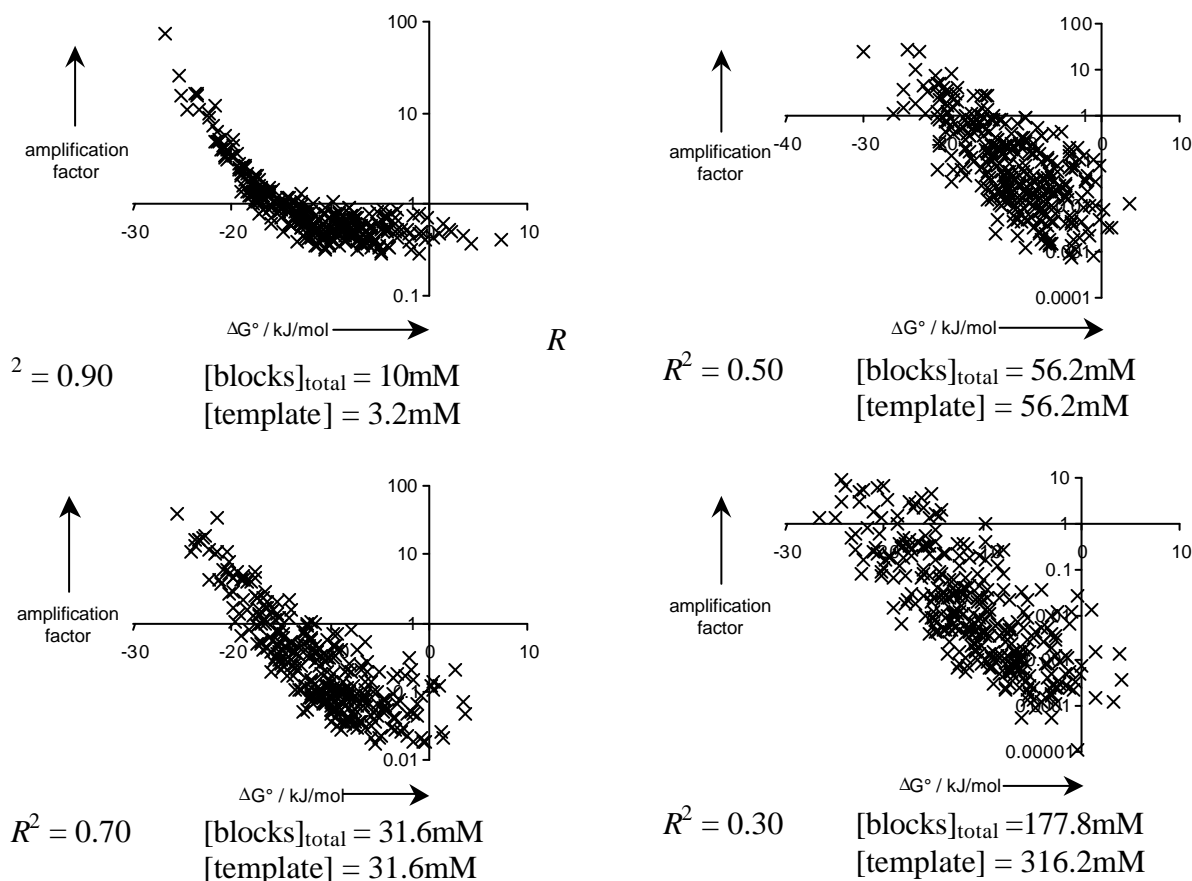 100
10
1
0.1
-30
-20
0
10
amplification
factor
ΔG° / kJ/mol
R
² = 0.90
[blocks]total = 10mM
[template] = 3.2mM
100
10
1
0.0001
-40
-30
0
10
amplification
factor
ΔG° / kJ/mol
R² = 0.50
[blocks]total = 56.2mM
[template] = 56.2mM
100
10
1
0.01
-30
-20
0
10
amplification
factor
ΔG° / kJ/mol
R² = 0.70
[blocks]total = 31.6mM
[template] = 31.6mM
10
1
0.1
0.00001
-30
0
10
amplification
factor
ΔG° / kJ/mol
R² = 0.30
[blocks]total =177.8mM
[template] = 316.2mM